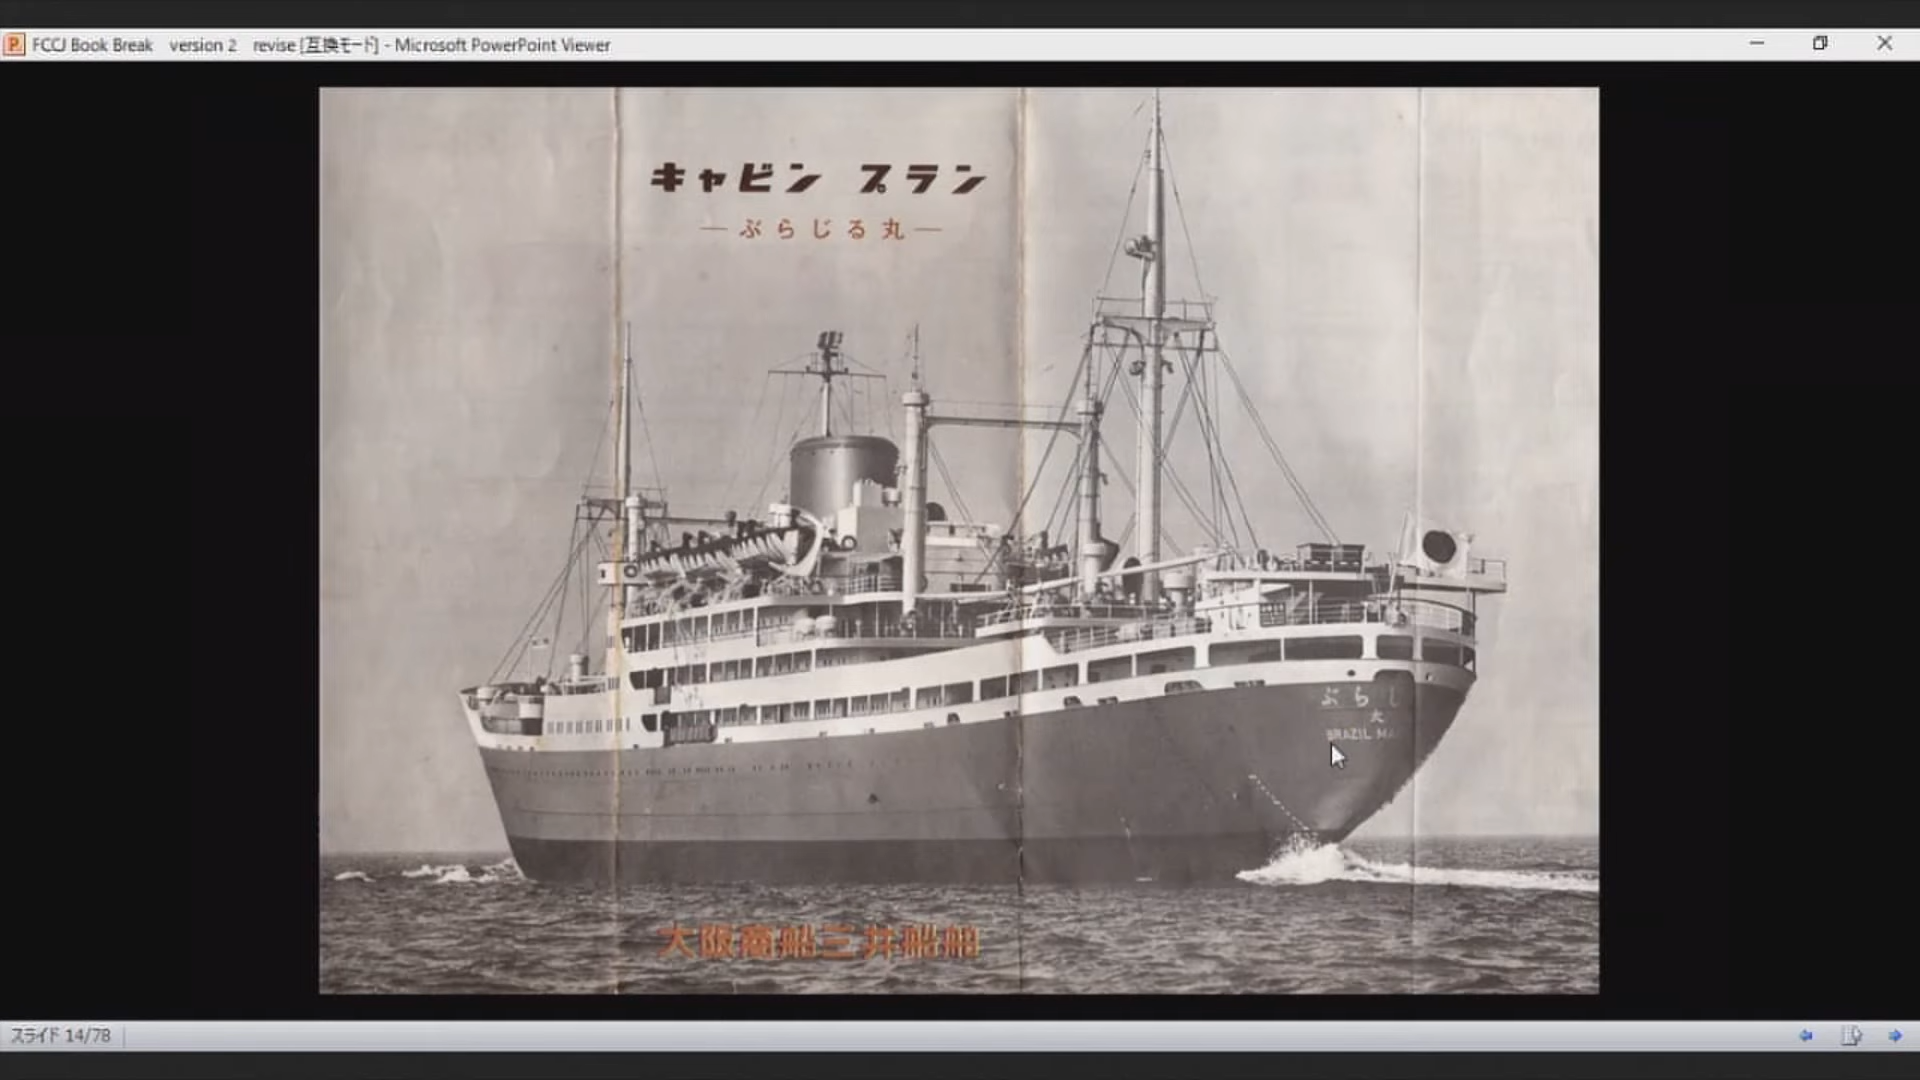 FCCJ Book Break version 2 revise [互換モード] - Microsoft PowerPoint Viewer
キャビン プラン
—ぶらじる丸—
ぶらじ
大
BRAZIL MA
大阪商船三井船舶
スライド 14/78